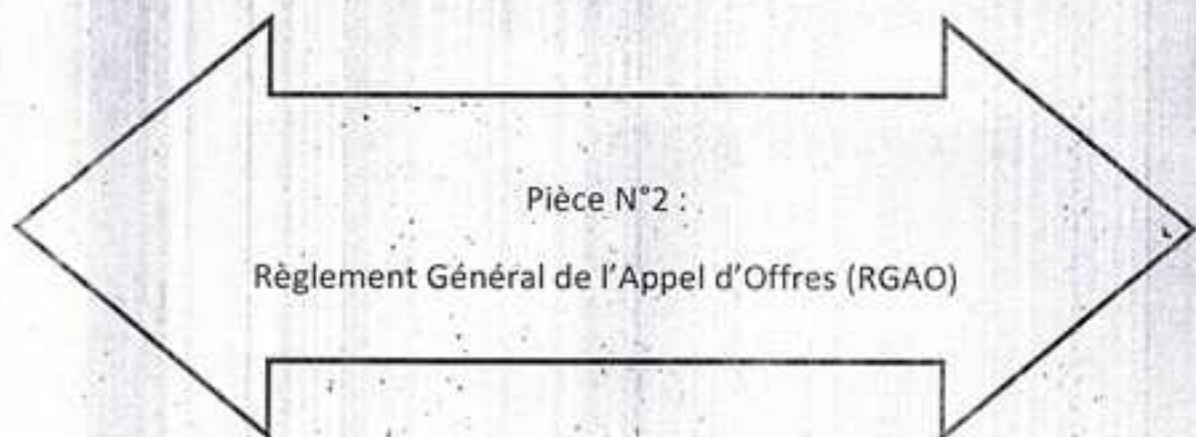 Pièce N°2 :
Règlement Général de l'Appel d'Offres (RGAO)